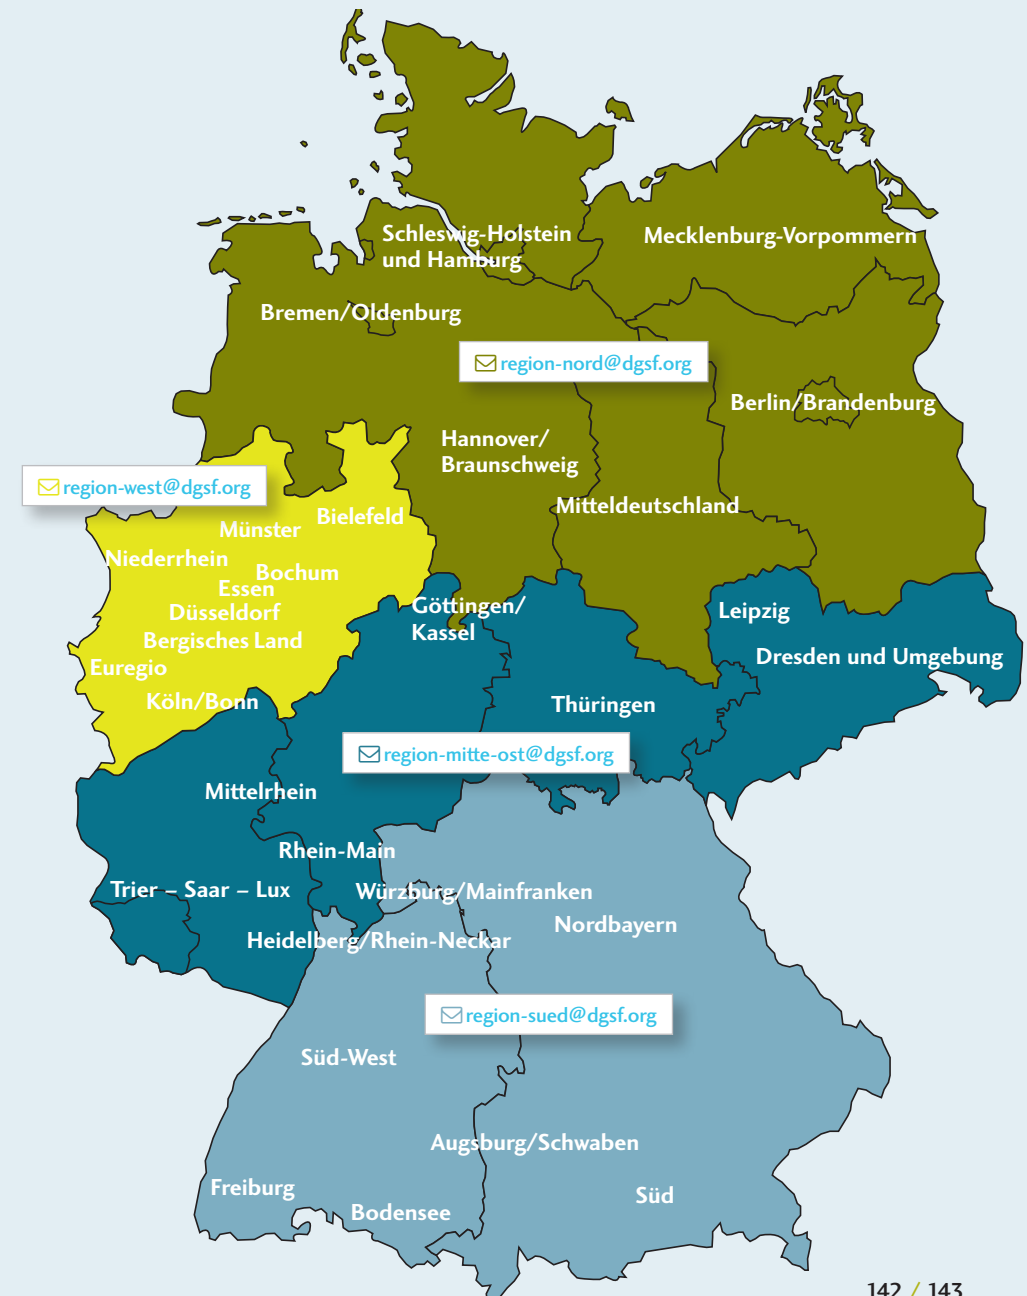 Schleswig-Holstein
und Hamburg
Mecklenburg-Vorpommern
Bremen/Oldenburg
region-nord@dgsf.org
Berlin/Brandenburg
Hannover/
Braunschweig
region-west@dgsf.org
Mitteldeutschland
Bielefeld
Münster
Niederrhein
Bochum
Essen
Düsseldorf
Göttingen/
Kassel
Leipzig
Bergisches Land
Dresden und Umgebung
Euregio
Köln/Bonn
Thüringen
region-mitte-ost@dgsf.org
Mittelrhein
Rhein-Main
Trier – Saar – Lux
Würzburg/Mainfranken
Nordbayern
Heidelberg/Rhein-Neckar
region-sued@dgsf.org
Süd-West
Augsburg/Schwaben
Freiburg
Süd
Bodensee
142 / 143